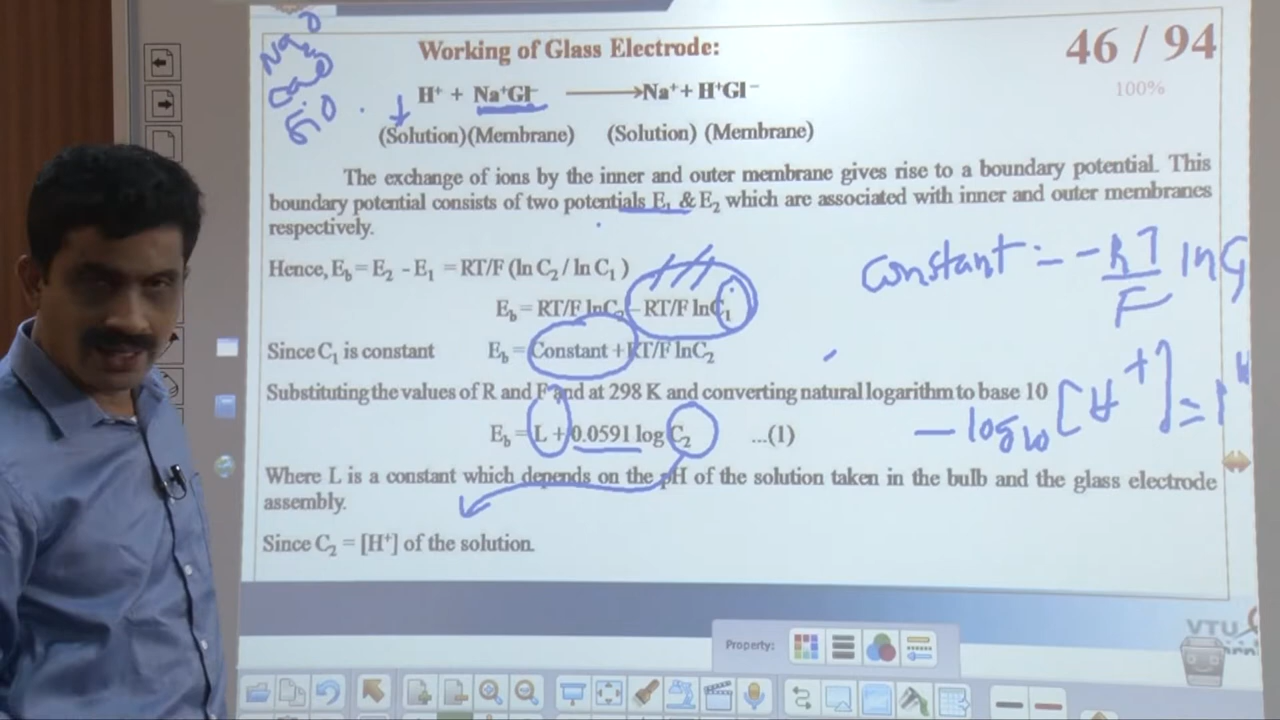 Working of Glass Electrode:
46 / 94
100%
H⁺ + Na⁺Gl⁻ ⟶ Na⁺ + H⁺Gl⁻
(Solution)(Membrane) (Solution) (Membrane)
The exchange of ions by the inner and outer membrane gives rise to a boundary potential. This
boundary potential consists of two potentials E₁ & E₂ which are associated with inner and outer membranes
respectively.
Hence, E_b = E₂ - E₁ = RT/F (ln C₂ / ln C₁ )
E_b = RT/F lnC₂ – RT/F lnC₁
Constant = - RT/F ln C₁
Since C₁ is constant E_b = Constant + RT/F lnC₂
Substituting the values of R and F and at 298 K and converting natural logarithm to base 10
E_b = L + 0.0591 log C₂ ...(1)
- log₁₀ [H⁺] = PH
Where L is a constant which depends on the pH of the solution taken in the bulb and the glass electrode
assembly.
Since C₂ = [H⁺] of the solution.
VTU
Property: